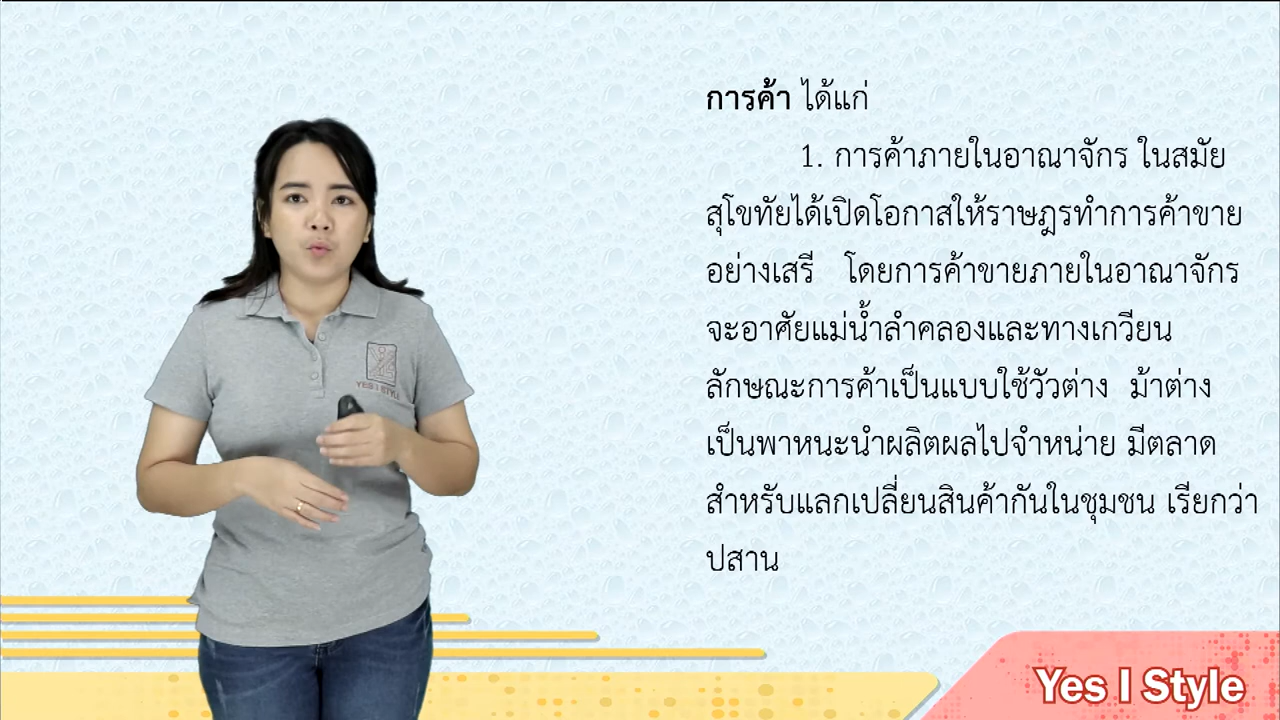 การค้า ได้แก่
1. การค้าภายในอาณาจักร ในสมัย
สุโขทัยได้เปิดโอกาสให้ราษฎรทำการค้าขาย
อย่างเสรี โดยการค้าขายภายในอาณาจักร
จะอาศัยแม่น้ำลำคลองและทางเกวียน
ลักษณะการค้าเป็นแบบใช้วัวต่าง ม้าต่าง
เป็นพาหนะนำผลิตผลไปจำหน่าย มีตลาด
สำหรับแลกเปลี่ยนสินค้ากันในชุมชน เรียกว่า
ปสาน
YES I STYLE
Yes I Style